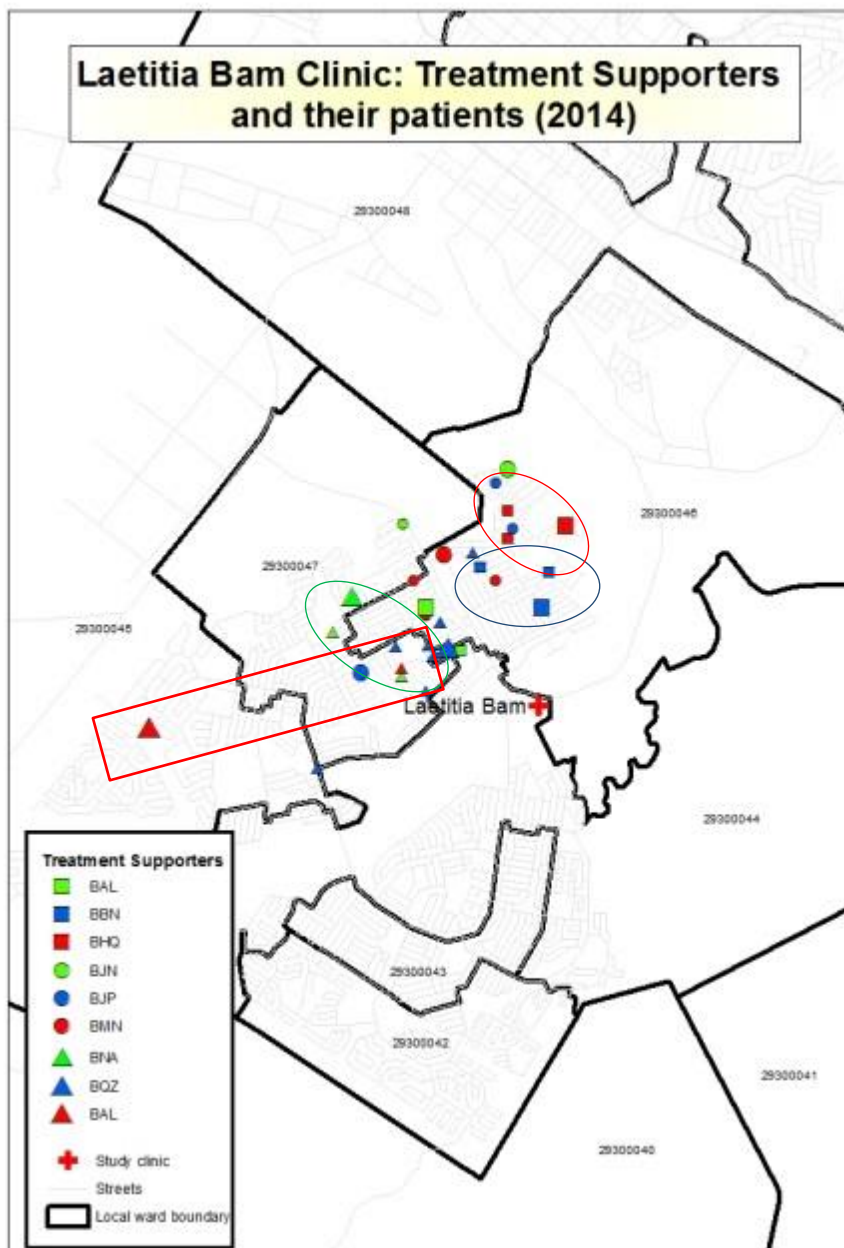 Laetitia Bam Clinic: Treatment Supporters
and their patients (2014)
29300048
29300046
29300047
29300045
Laetitia Bam
29300044
29300043
29300042
29300041
29300040
Treatment Supporters
BAL
BBN
BHQ
BJN
BJP
BMN
BNA
BQZ
BAL
Study clinic
Streets
Local ward boundary